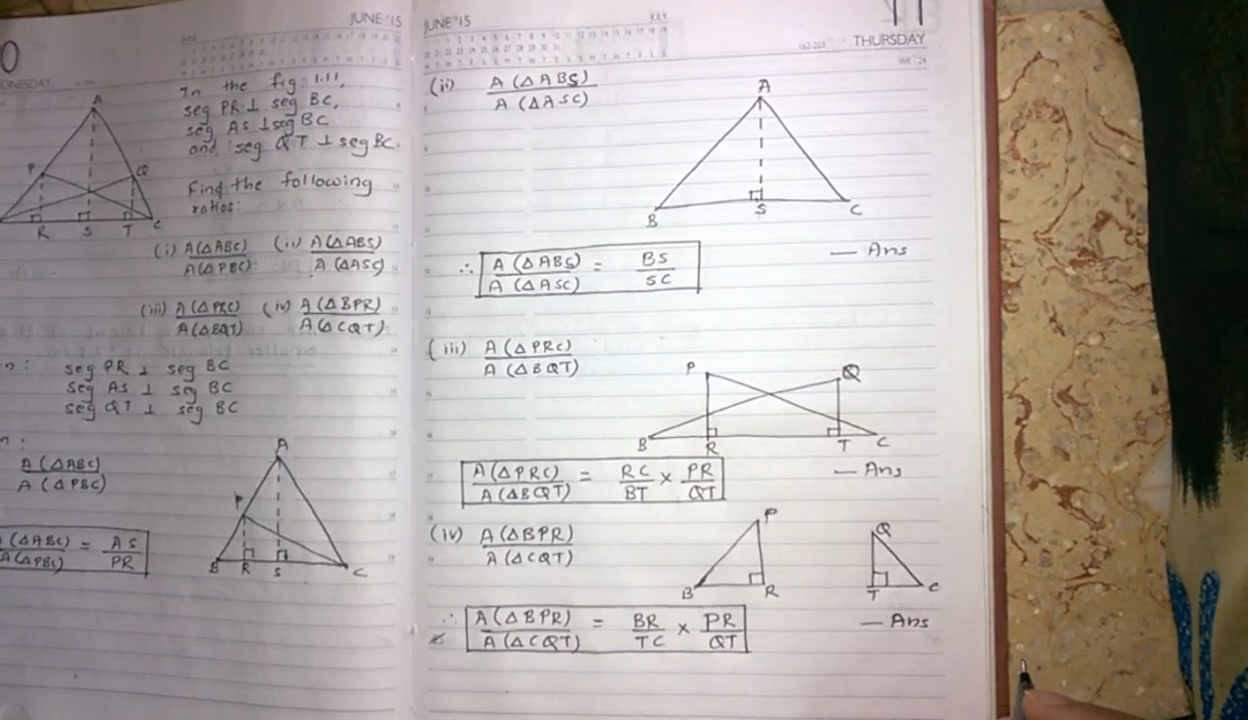 0
JUNE '15
In the fig 1.11,
seg PR ⊥ seg BC,
seg AS ⊥ seg BC
and seg QT ⊥ seg BC.
A
P
Q
R
S
T
C
Find the following
ratios:
(i) A(△ABC) / A(△PBC) (ii) A(△ABS) / A(△ASC)
(iii) A(△PRC) / A(△BQT) (iv) A(△BPR) / A(△CQT)
seg PR ⊥ seg BC
seg AS ⊥ seg BC
seg QT ⊥ seg BC
A(△ABC) / A(△PBC)
A
P
B
R
S
C
(△ABC) / A(△PBC) = AS / PR
JUNE '15
11
THURSDAY
(ii) A(△ABS) / A(△ASC)
A
B
S
C
∴ A(△ABS) / A(△ASC) = BS / SC
— Ans
(iii) A(△PRC) / A(△BQT)
P
Q
B
R
T
C
A(△PRC) / A(△BQT) = RC / BT × PR / QT
— Ans
(iv) A(△BPR) / A(△CQT)
P
B
R
Q
T
C
∴ A(△BPR) / A(△CQT) = BR / TC × PR / QT
— Ans